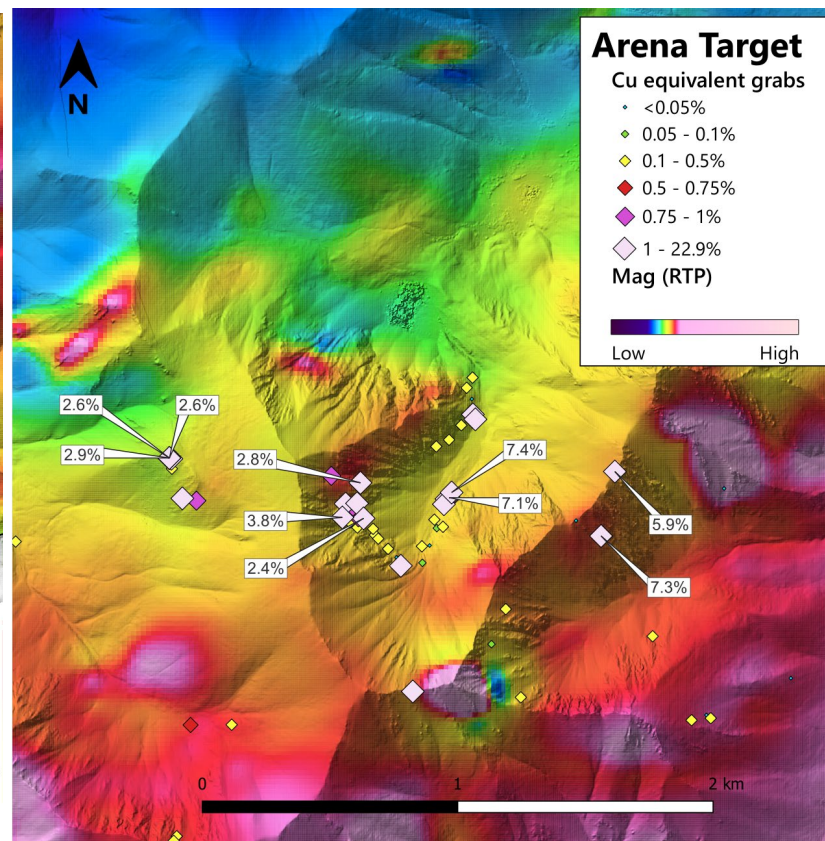 Arena Target
Cu equivalent grabs
<0.05%
0.05 - 0.1%
0.1 - 0.5%
0.5 - 0.75%
0.75 - 1%
1 - 22.9%
Mag (RTP)
Low High
N
2.6% 2.6%
2.9%
2.8%
7.4%
7.1%
3.8%
5.9%
2.4%
7.3%
0 1 2 km